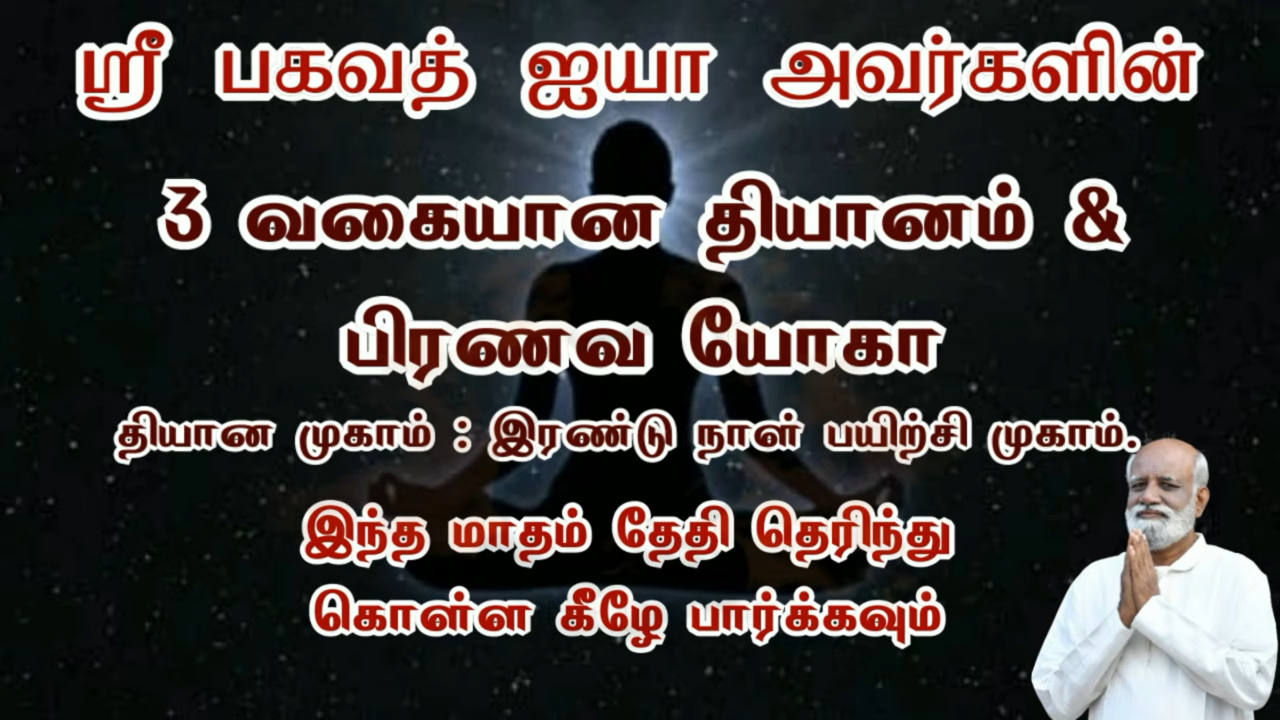 ஸ்ரீ பகவத் ஐயா அவர்களின்
3 வகையான தியானம் &
பிரணவ யோகா
தியான முகாம் : இரண்டு நாள் பயிற்சி முகாம்.
இந்த மாதம் தேதி தெரிந்து
கொள்ள கீழே பார்க்கவும்